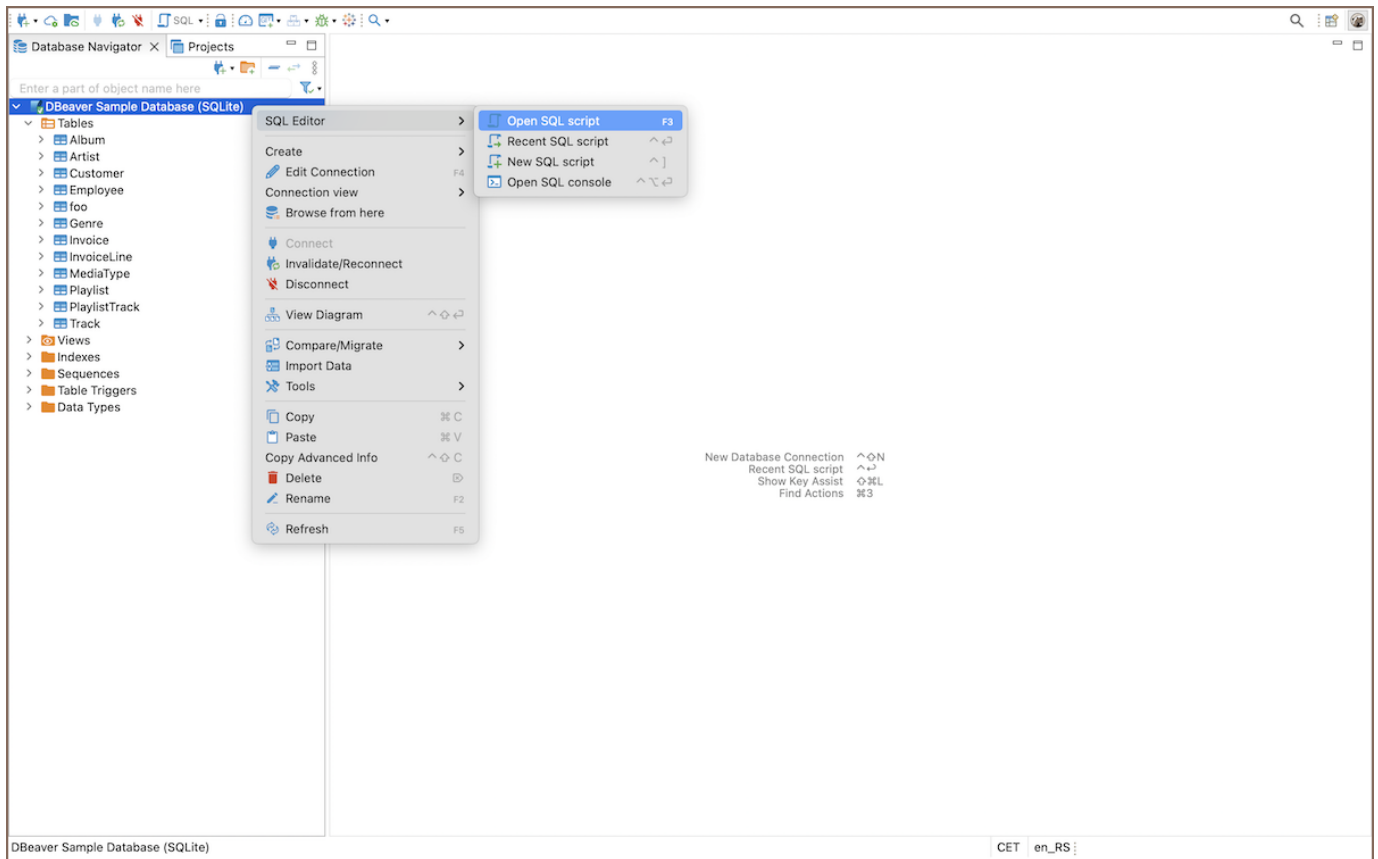 SQL
Database Navigator
Projects
Enter a part of object name here
DBeaver Sample Database (SQLite)
Tables
Album
Artist
Customer
Employee
foo
Genre
Invoice
InvoiceLine
MediaType
Playlist
PlaylistTrack
Track
Views
Indexes
Sequences
Table Triggers
Data Types
SQL Editor
Create
Edit Connection F4
Connection view
Browse from here
Connect
Invalidate/Reconnect
Disconnect
View Diagram ^⇧↩
Compare/Migrate
Import Data
Tools
Copy ⌘ C
Paste ⌘ V
Copy Advanced Info ^⇧ C
Delete ⌦
Rename F2
Refresh F5
Open SQL script F3
Recent SQL script ^↩
New SQL script ^ ]
Open SQL console ^⌥↩
New Database Connection ^⇧N
Recent SQL script ^↩
Show Key Assist ⇧⌘L
Find Actions ⌘3
DBeaver Sample Database (SQLite)
CET
en_RS